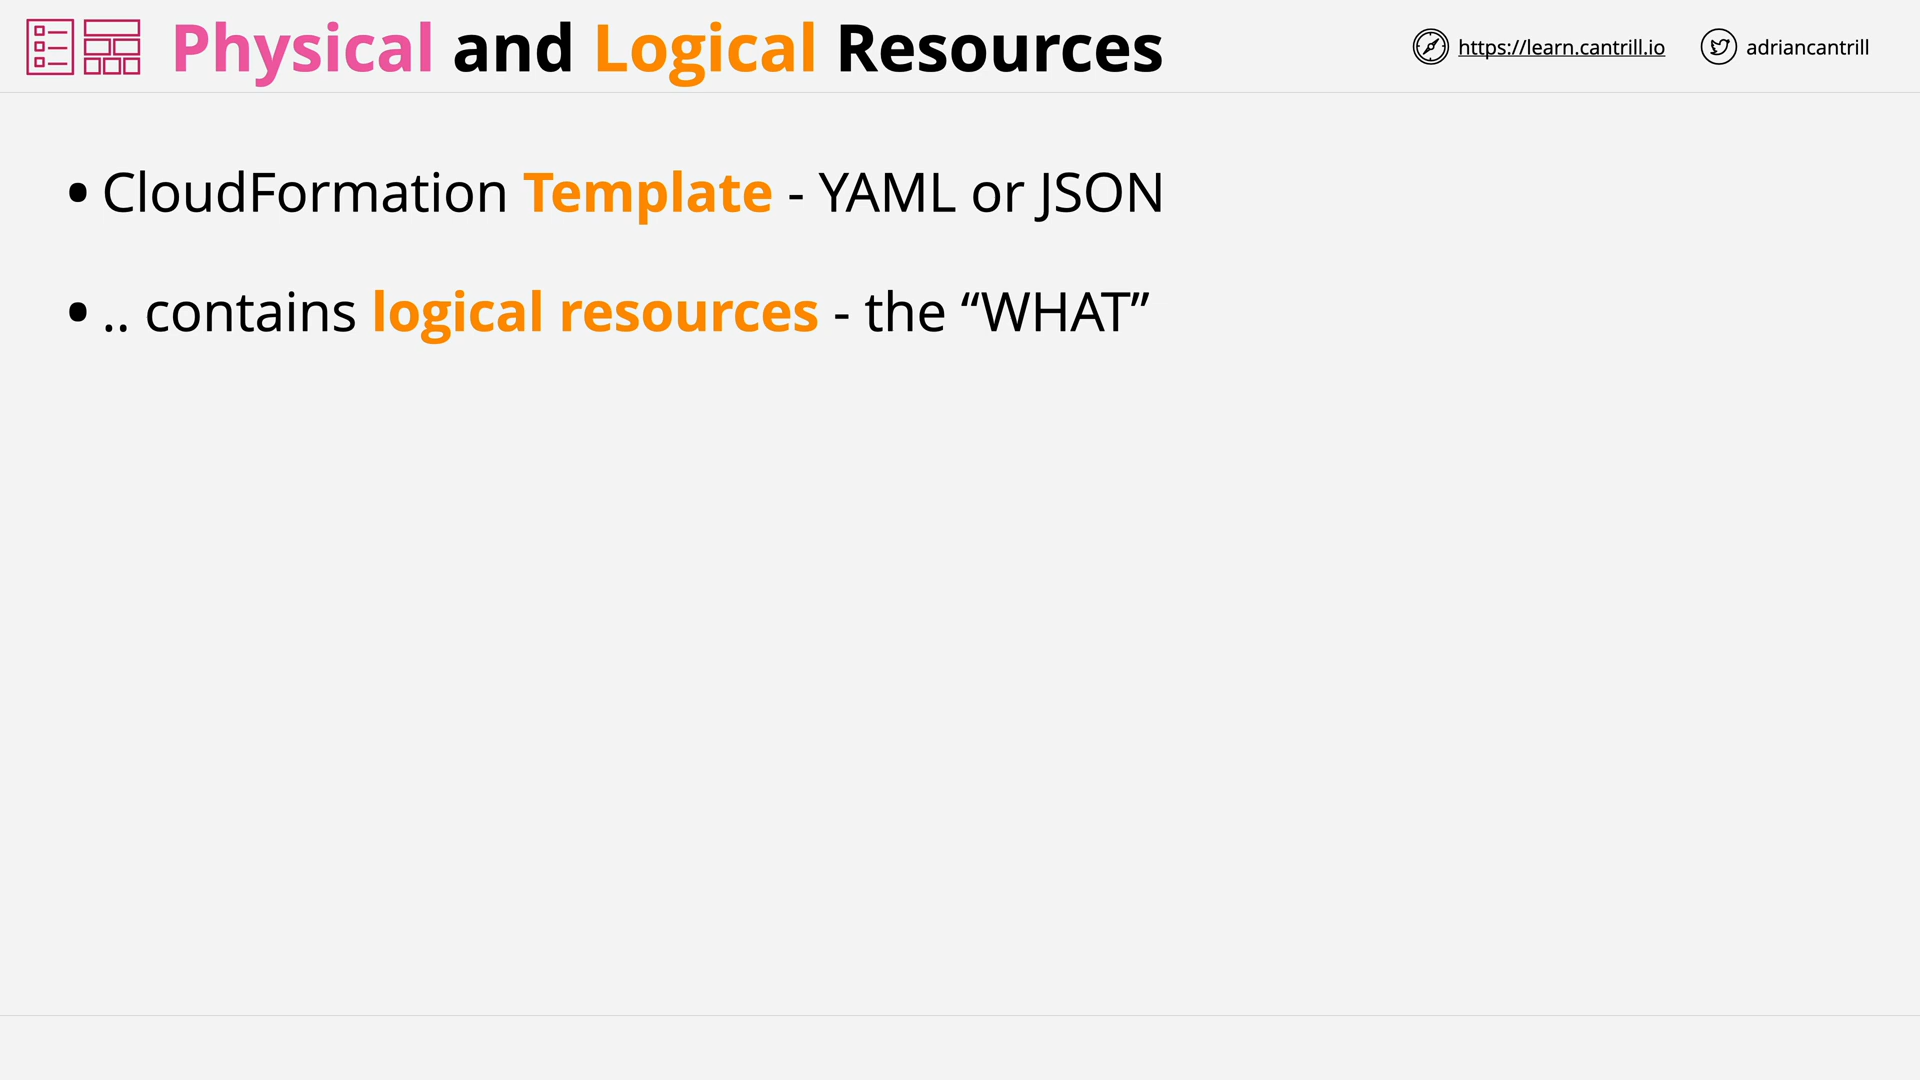 Physical and Logical Resources
https://learn.cantrill.io
adriancantrill
• CloudFormation Template - YAML or JSON
• .. contains logical resources - the “WHAT”